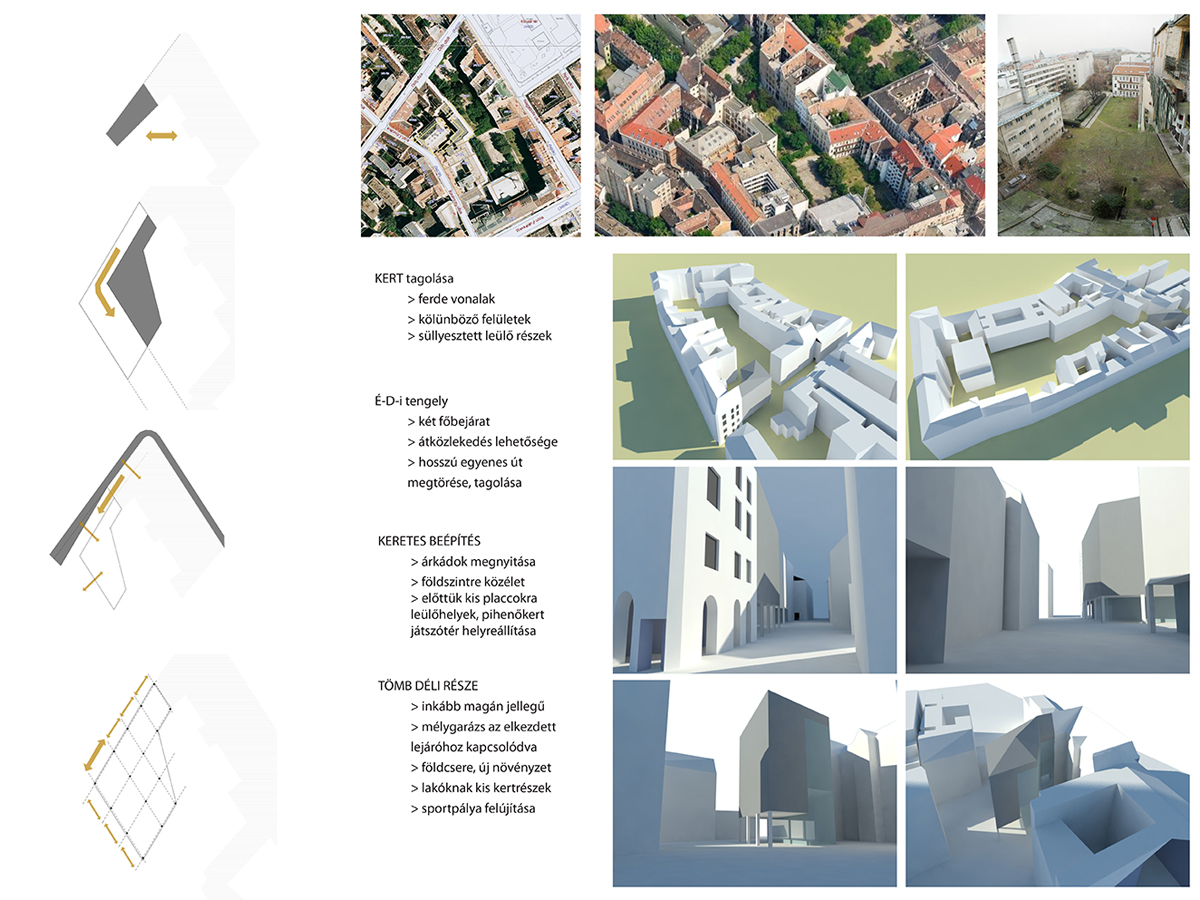 KERT tagolása
> ferde vonalak
> kölünböző felületek
> süllyesztett leülő részek
É-D-i tengely
> két főbejárat
> átközlekedés lehetősége
> hosszú egyenes út
megtörése, tagolása
KERETES BEÉPÍTÉS
> árkádok megnyitása
> földszintre közélet
> előttük kis placcokra
leülőhelyek, pihenőkert
játszótér helyreállítása
TÖMB DÉLI RÉSZE
> inkább magán jellegű
> mélygarázs az elkezdett
lejáróhoz kapcsolódva
> földcsere, új növényzet
> lakóknak kis kertrészek
> sportpálya felújítása